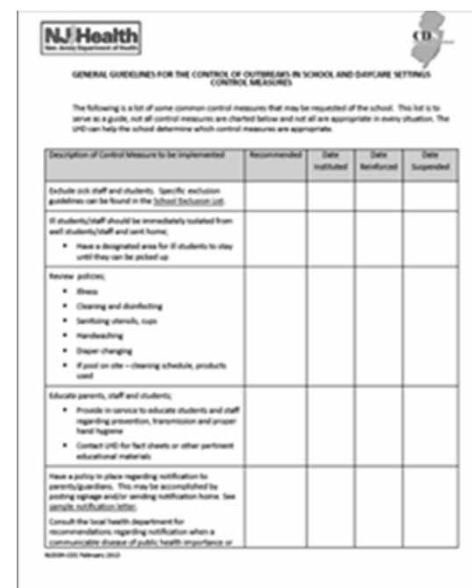 NJ Health
New Jersey Department of Health
CDS
GENERAL GUIDELINES FOR THE CONTROL OF OUTBREAKS IN SCHOOL AND DAYCARE SETTINGS
CONTROL MEASURES
The following is a list of some common control measures that may be requested of the school. This list is to
serve as a guide, not all control measures are charted below and not all are appropriate in every situation. The
LHD can help the school determine which control measures are appropriate.
Description of Control Measure to be implemented Recommended Date Instituted Date Reinforced Date Suspended
Exclude sick staff and students. Specific exclusion
guidelines can be found in the School Exclusion List.
Ill students/staff should be immediately isolated from
well students/staff and sent home;
• Have a designated area for ill students to stay
until they can be picked up
Review policies;
• Illness
• Cleaning and disinfecting
• Sanitizing utensils, cups
• Handwashing
• Diaper changing
• If pool on site – cleaning schedule, products
used
Educate parents, staff and students;
• Provide in service to educate students and staff
regarding prevention, transmission and proper
hand hygiene
• Contact LHD for fact sheets or other pertinent
educational materials
Have a policy in place regarding notification to
parents/guardians. This may be accomplished by
posting signage and/or sending notification home. See
sample notification letter.
Consult the local health department for
recommendations regarding notification when a
communicable disease of public health importance or
February 2013